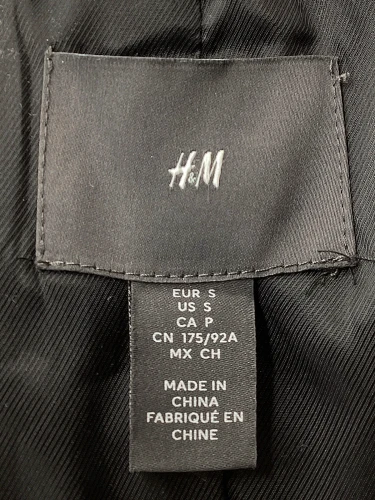 H&M
EUR S
US S
CA P
CN 175/92A
MX CH
MADE IN
CHINA
FABRIQUÉ EN
CHINE